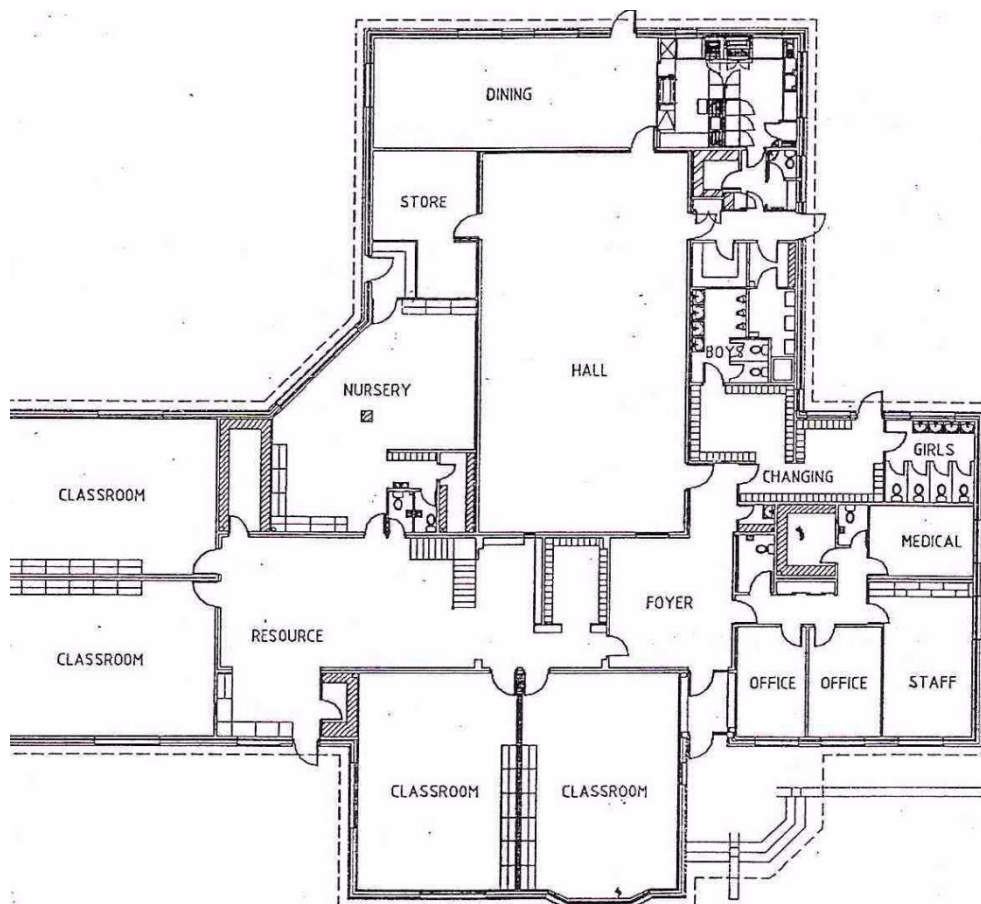 DINING
STORE
HALL
BOYS
NURSERY
GIRLS
CLASSROOM
CHANGING
MEDICAL
FOYER
RESOURCE
CLASSROOM
OFFICE
OFFICE
STAFF
CLASSROOM
CLASSROOM